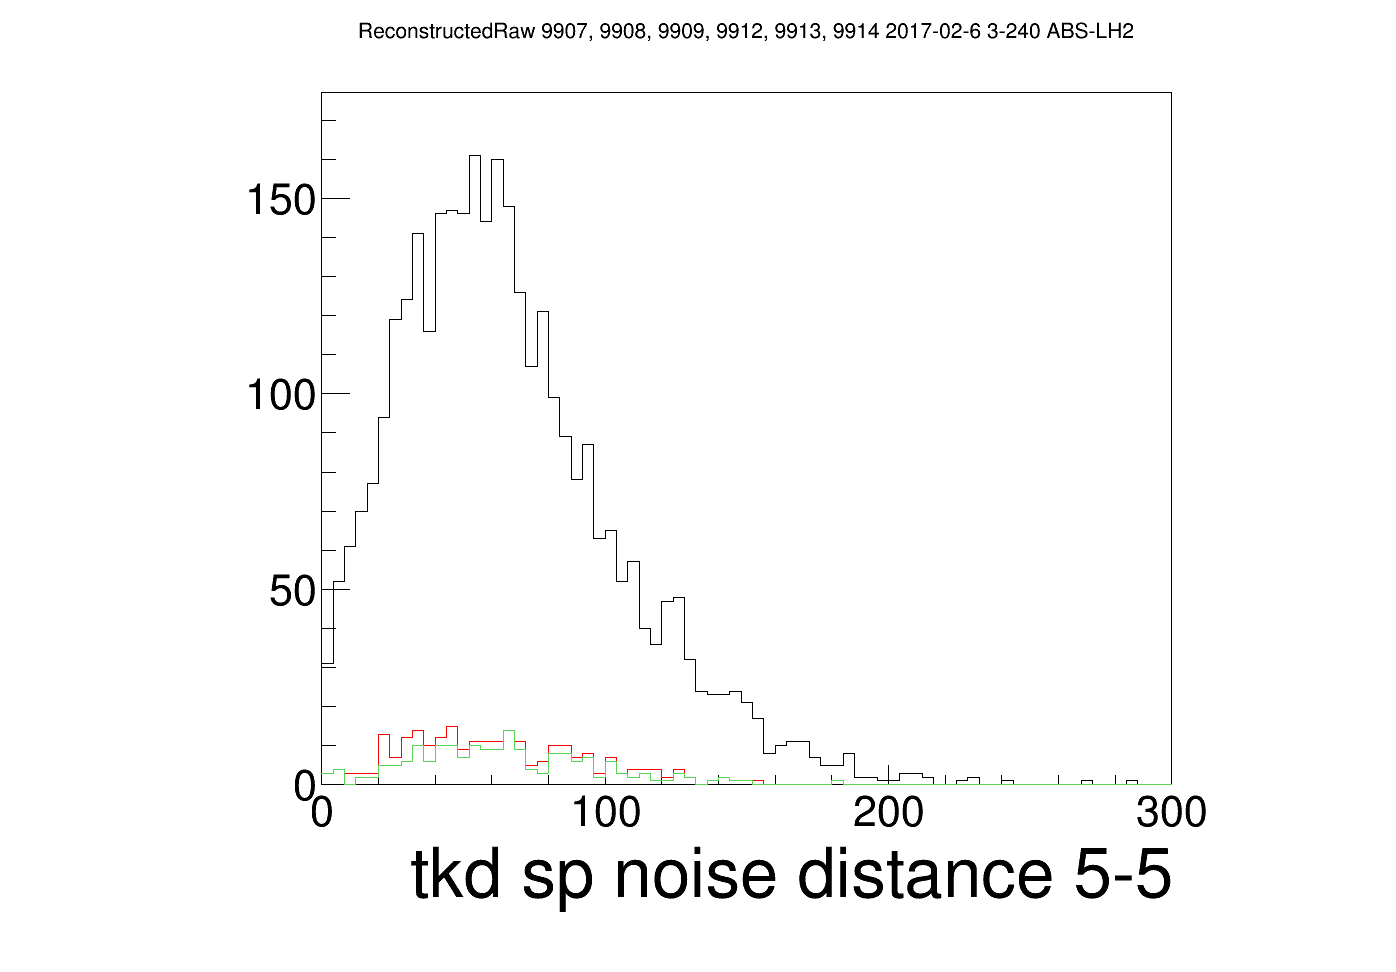 ReconstructedRaw 9907, 9908, 9909, 9912, 9913, 9914 2017-02-6 3-240 ABS-LH2
150
100
50
0
0 100 200 300
tkd sp noise distance 5-5